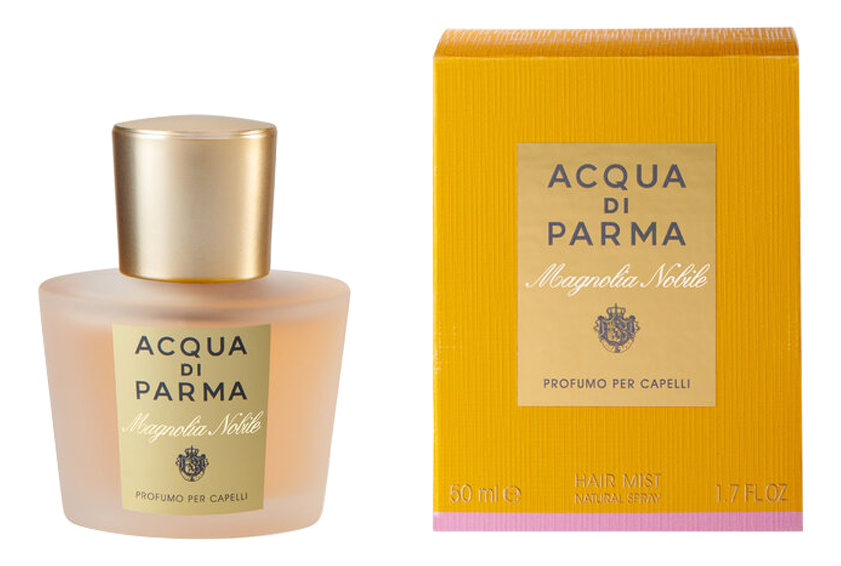 ACQUA
DI
PARMA
Magnolia Nobile
PROFUMO PER CAPELLI
ACQUA
DI
PARMA
Magnolia Nobile
PROFUMO PER CAPELLI
50 ml ℮
HAIR MIST
NATURAL SPRAY
1.7 FL OZ